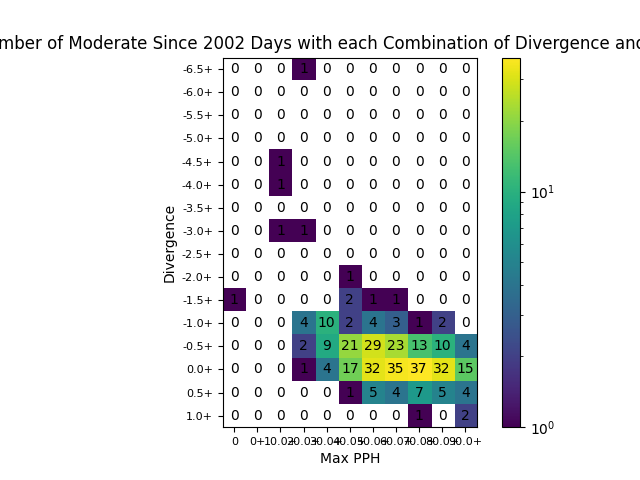 mber of Moderate Since 2002 Days with each Combination of Divergence and
-6.5+ 0 0 0 1 0 0 0 0 0 0 0
-6.0+ 0 0 0 0 0 0 0 0 0 0 0
-5.5+ 0 0 0 0 0 0 0 0 0 0 0
-5.0+ 0 0 0 0 0 0 0 0 0 0 0
-4.5+ 0 0 1 0 0 0 0 0 0 0 0
-4.0+ 0 0 1 0 0 0 0 0 0 0 0
-3.5+ 0 0 0 0 0 0 0 0 0 0 0
-3.0+ 0 0 1 1 0 0 0 0 0 0 0
-2.5+ 0 0 0 0 0 0 0 0 0 0 0
-2.0+ 0 0 0 0 0 1 0 0 0 0 0
-1.5+ 1 0 0 0 0 2 1 1 0 0 0
-1.0+ 0 0 0 4 10 2 4 3 1 2 0
-0.5+ 0 0 0 2 9 21 29 23 13 10 4
0.0+ 0 0 0 1 4 17 32 35 37 32 15
0.5+ 0 0 0 0 0 1 5 4 7 5 4
1.0+ 0 0 0 0 0 0 0 0 1 0 2
0 0+
Max PPH
Divergence
10¹
10⁰